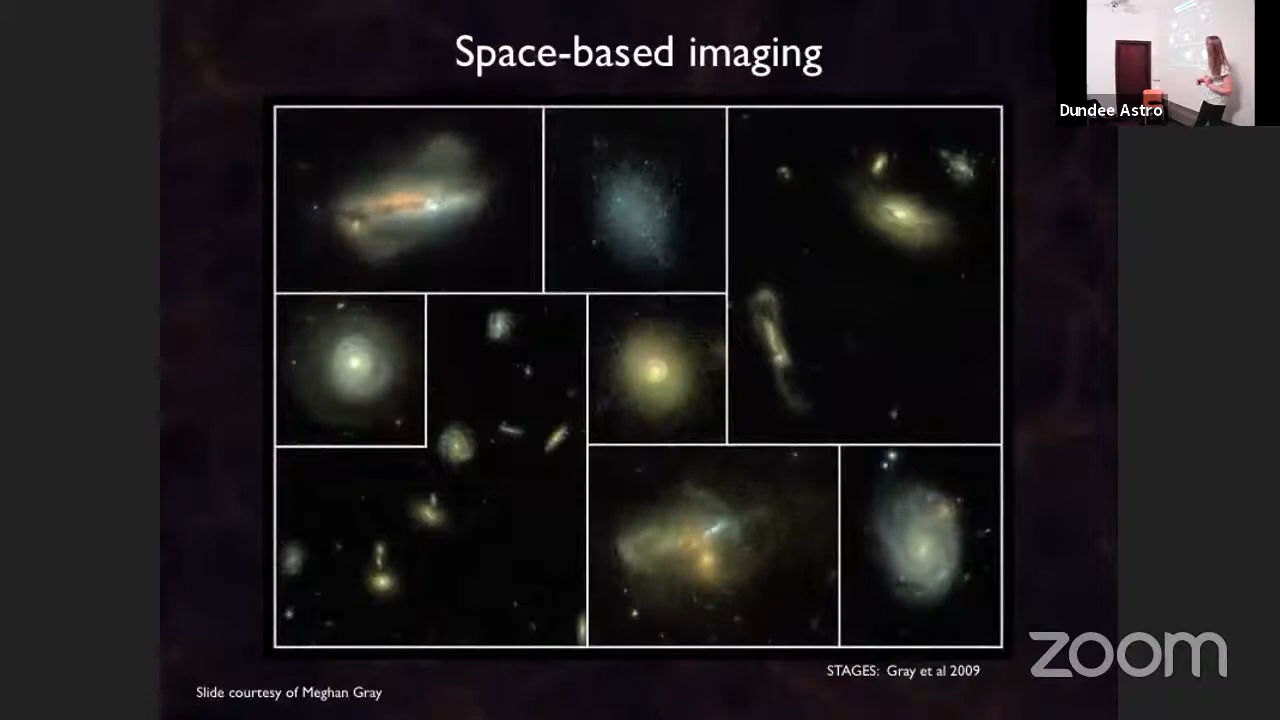 Space-based imaging
Dundee Astro
STAGES: Gray et al 2009
Slide courtesy of Meghan Gray
zoom